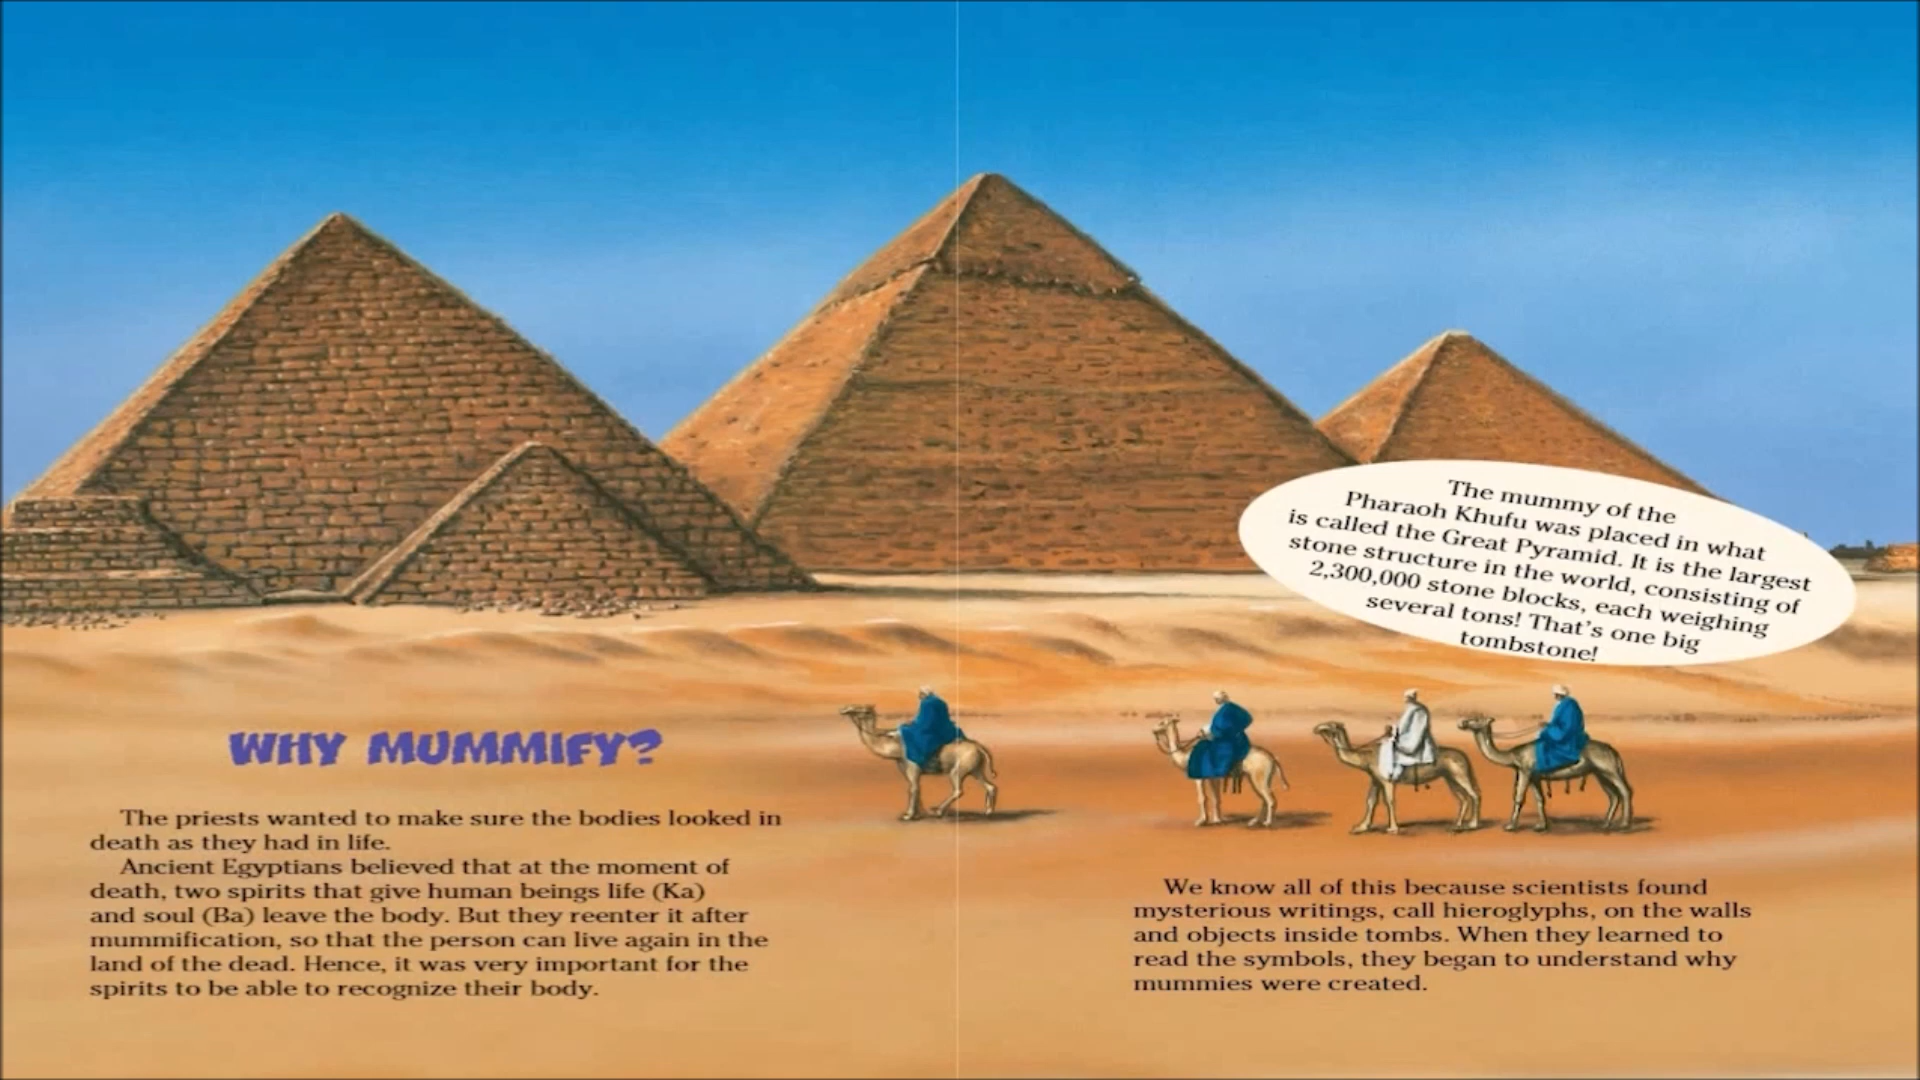 The mummy of the
Pharaoh Khufu was placed in what
is called the Great Pyramid. It is the largest
stone structure in the world, consisting of
2,300,000 stone blocks, each weighing
several tons! That's one big
tombstone!
WHY MUMMIFY?
The priests wanted to make sure the bodies looked in
death as they had in life.
Ancient Egyptians believed that at the moment of
death, two spirits that give human beings life (Ka)
and soul (Ba) leave the body. But they reenter it after
mummification, so that the person can live again in the
land of the dead. Hence, it was very important for the
spirits to be able to recognize their body.
We know all of this because scientists found
mysterious writings, call hieroglyphs, on the walls
and objects inside tombs. When they learned to
read the symbols, they began to understand why
mummies were created.